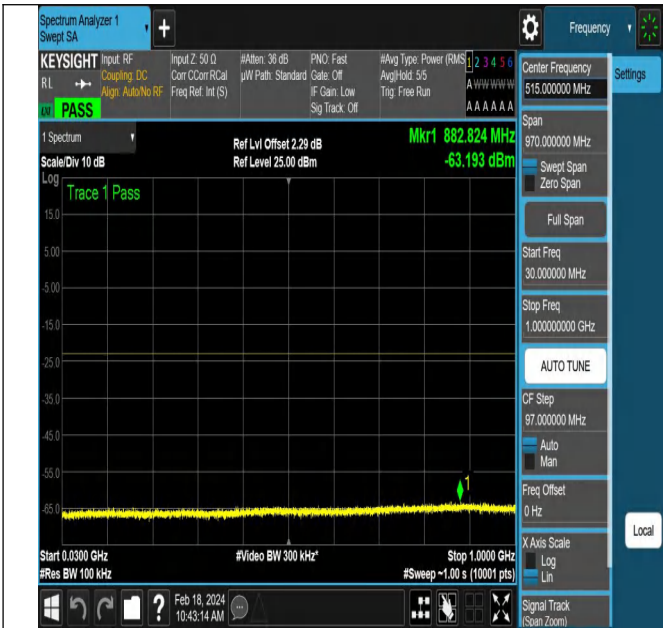 Spectrum Analyzer 1
Swept SA
+
Frequency
KEYSIGHT
RL
PASS
Input: RF
Coupling: DC
Align: Auto/No RF
Input Z: 50 Ω
Corr CCorr RCal
Freq Ref: Int (S)
#Atten: 36 dB
µW Path: Standard
PNO: Fast
Gate: Off
IF Gain: Low
Sig Track: Off
#Avg Type: Power (RMS
Avg|Hold: 5/5
Trig: Free Run
1 2 3 4 5 6
A W W W W W
A A A A A A
1 Spectrum
Scale/Div 10 dB
Ref Lvl Offset 2.29 dB
Ref Level 25.00 dBm
Mkr1 882.824 MHz
-63.193 dBm
Log
Trace 1 Pass
15.0
5.00
-5.00
-15.0
-25.0
-35.0
-45.0
-55.0
-65.0
1
Start 0.0300 GHz
#Res BW 100 kHz
#Video BW 300 kHz*
Stop 1.0000 GHz
#Sweep ~1.00 s (10001 pts)
Center Frequency
515.000000 MHz
Settings
Span
970.000000 MHz
Swept Span
Zero Span
Full Span
Start Freq
30.000000 MHz
Stop Freq
1.000000000 GHz
AUTO TUNE
CF Step
97.000000 MHz
Auto
Man
Freq Offset
0 Hz
X Axis Scale
Log
Lin
Local
Signal Track
(Span Zoom)
?
Feb 18, 2024
10:43:14 AM